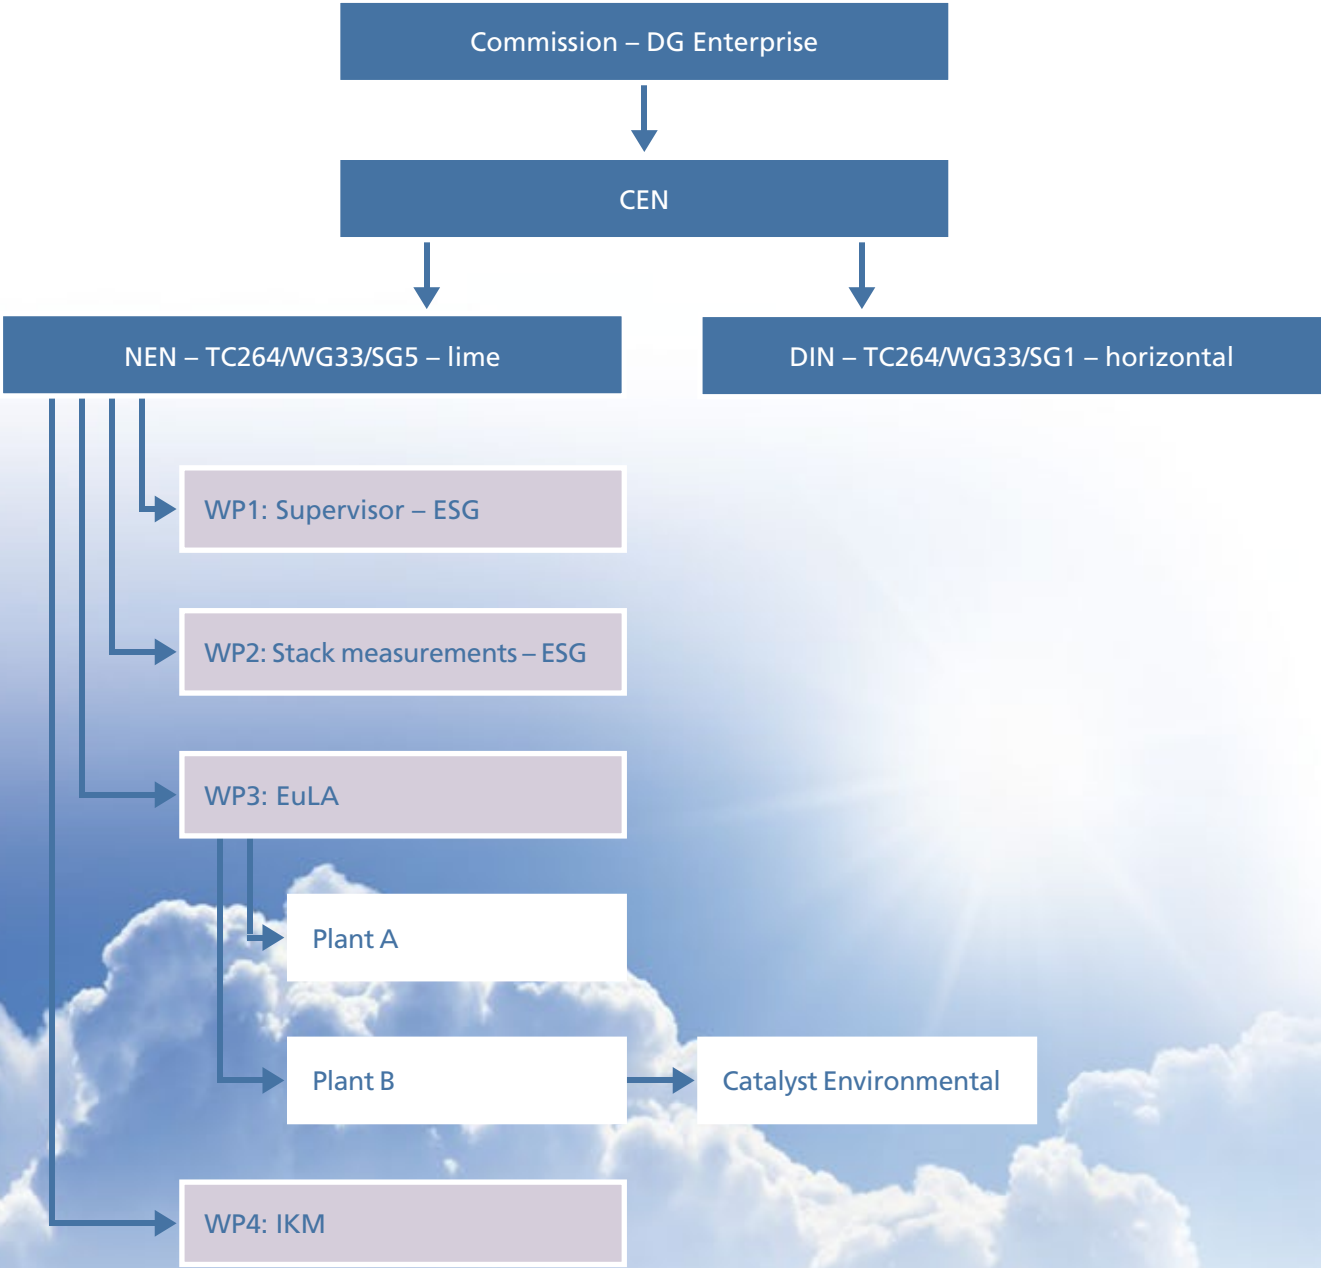 Commission – DG Enterprise
CEN
NEN – TC264/WG33/SG5 – lime
DIN – TC264/WG33/SG1 – horizontal
WP1: Supervisor – ESG
WP2: Stack measurements – ESG
WP3: EuLA
Plant A
Plant B
Catalyst Environmental
WP4: IKM